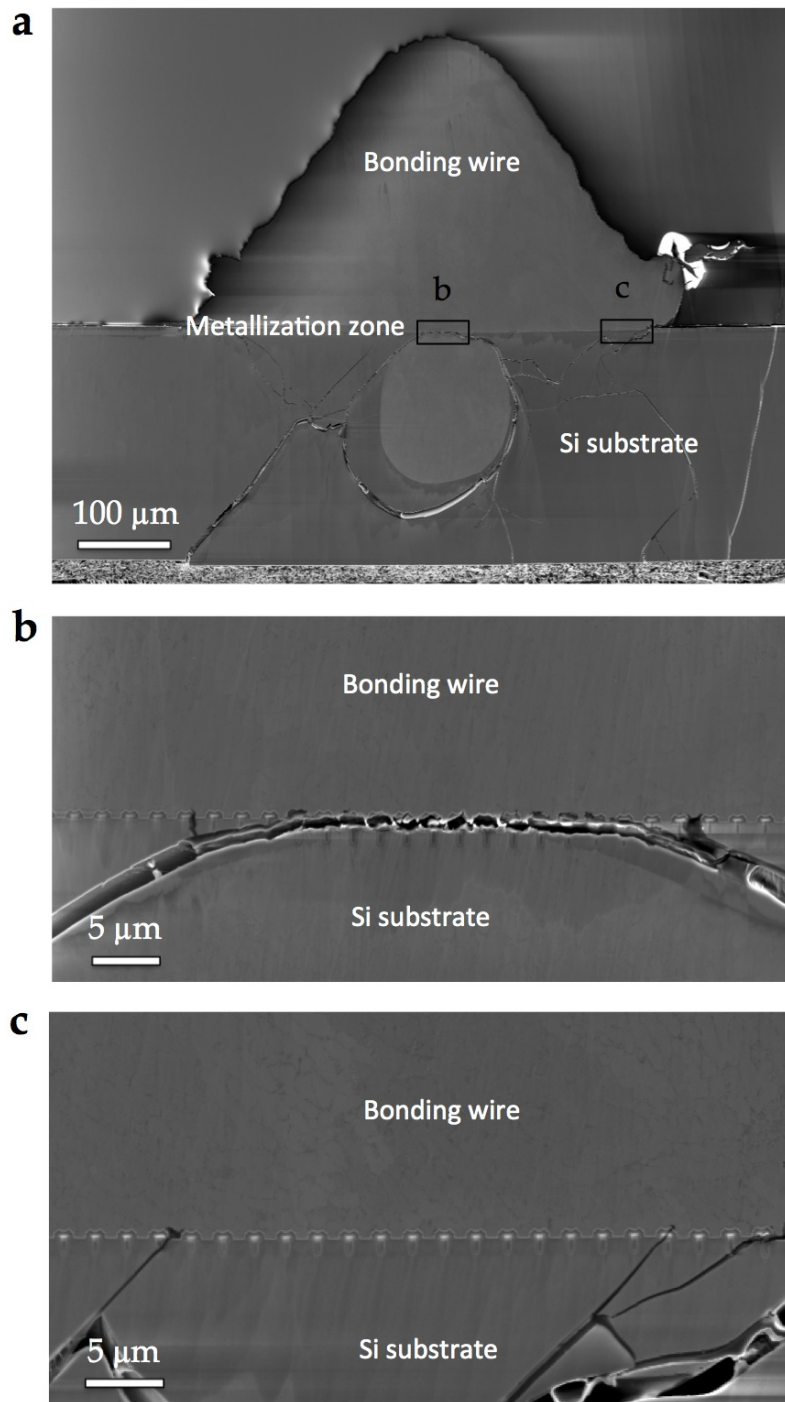 a
Bonding wire
b
c
Metallization zone
Si substrate
100 µm
b
Bonding wire
Si substrate
5 µm
c
Bonding wire
Si substrate
5 µm